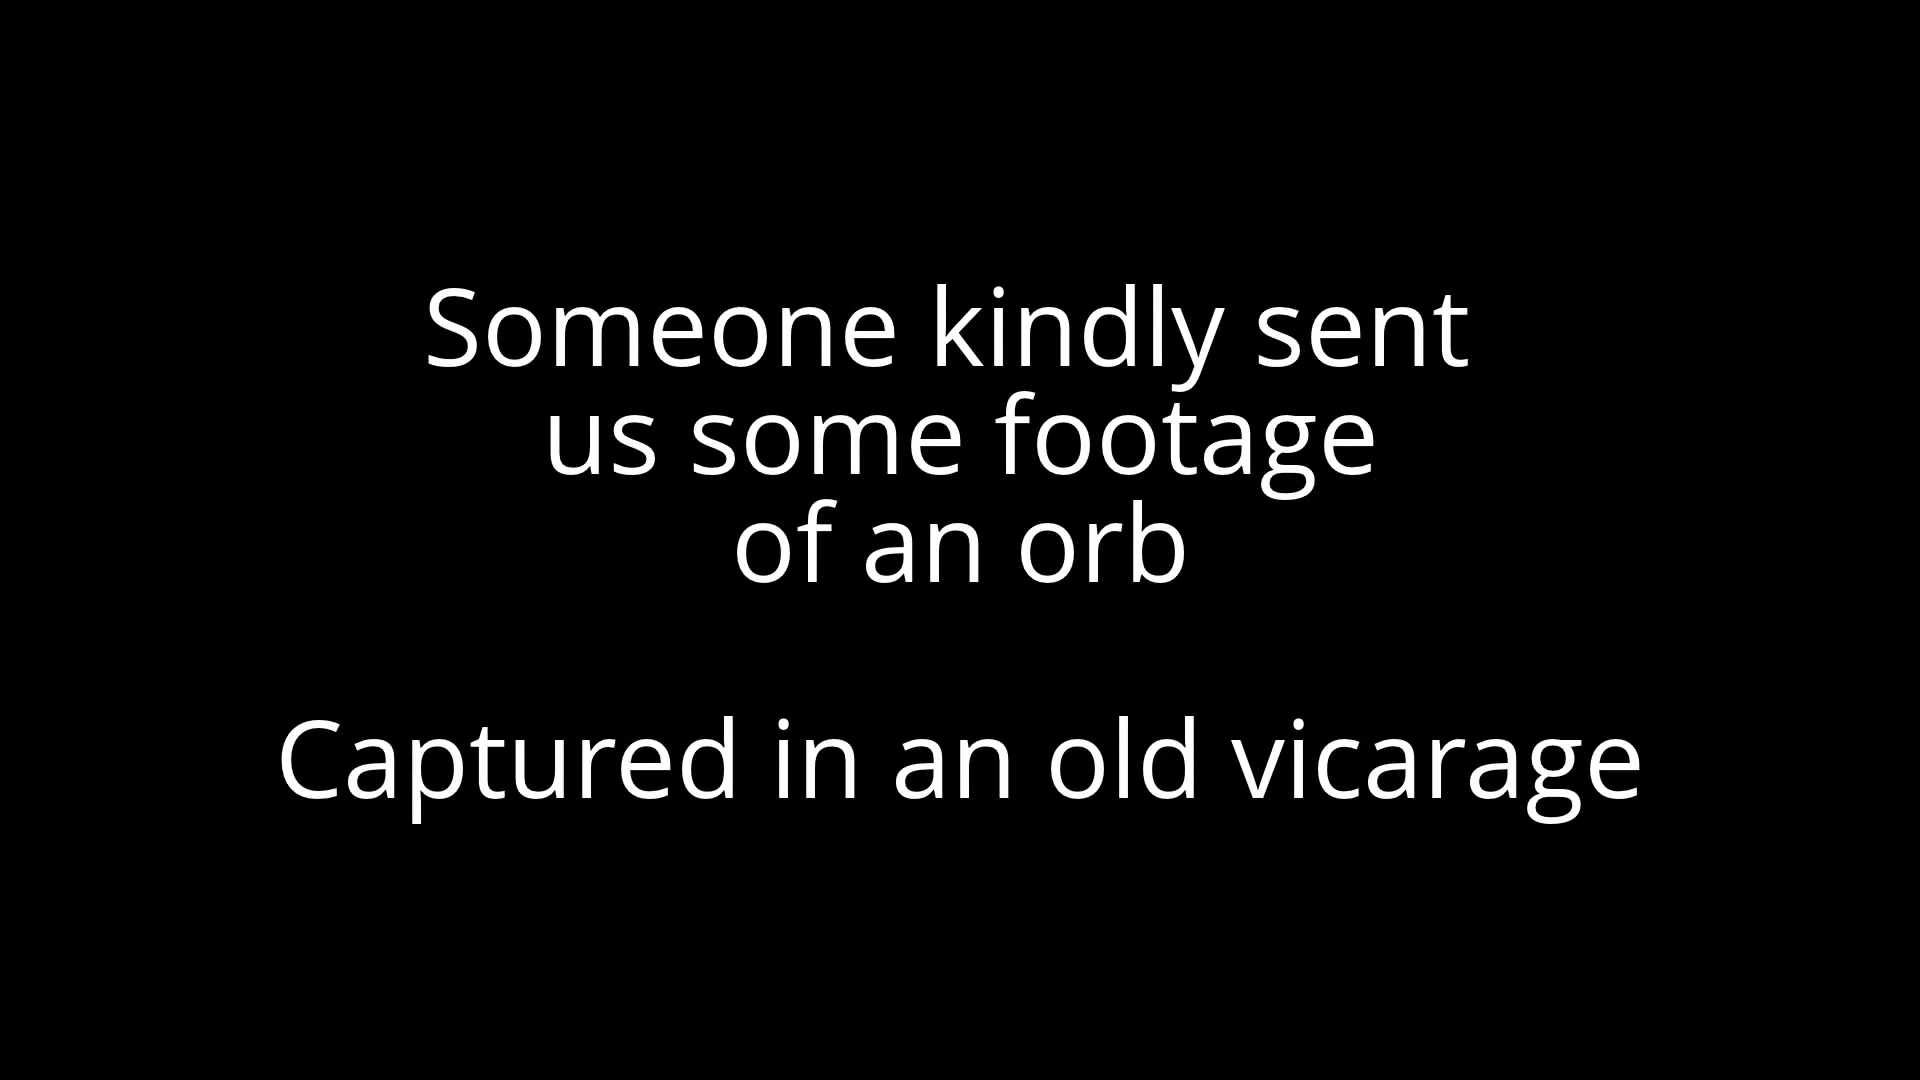 Someone kindly sent
us some footage
of an orb
Captured in an old vicarage